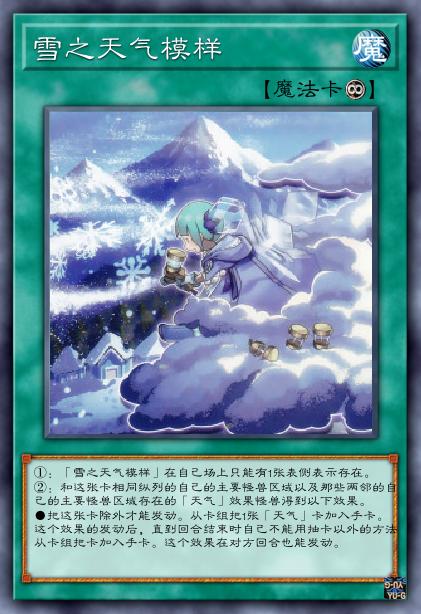 雪之天气模样
魔
【魔法卡】
①：「雪之天气模样」在自己场上只能有1张表侧表示存在。
②：和这张卡相同纵列的自己的主要怪兽区域以及那些两邻的自
己的主要怪兽区域存在的「天气」效果怪兽得到以下效果。
●把这张卡除外才能发动。从卡组把1张「天气」卡加入手卡。
这个效果的发动后，直到回合结束时自己不能用抽卡以外的方法
从卡组把卡加入手卡。这个效果在对方回合也能发动。